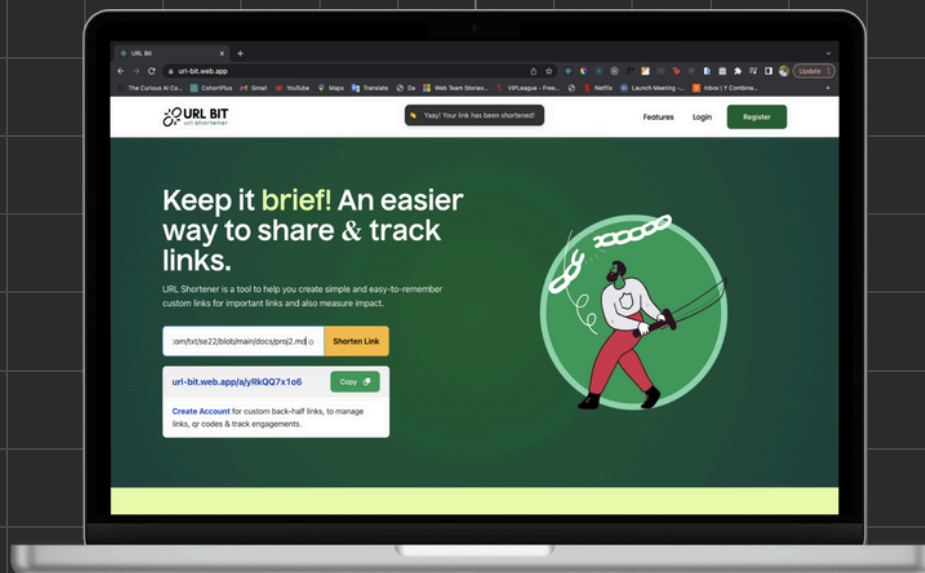 URL Bit
url-bit.web.app
Update
The Curious AI Co...
CohortPlus
Gmail
YouTube
Maps
Translate
Da
Web Team Stories...
VIPLeague - Free...
Netflix
Launch Meeting -...
Inbox | Y Combina...
URL BIT
url shortener
Yaay! Your link has been shortened!
Features
Login
Register
Keep it brief! An easier
way to share & track
links.
URL Shortener is a tool to help you create simple and easy-to-remember
custom links for important links and also measure impact.
:om/txt/se22/blob/main/docs/proj2.md
Shorten Link
url-bit.web.app/a/yRkQQ7x1o6
Copy
Create Account for custom back-half links, to manage
links, qr codes & track engagements.